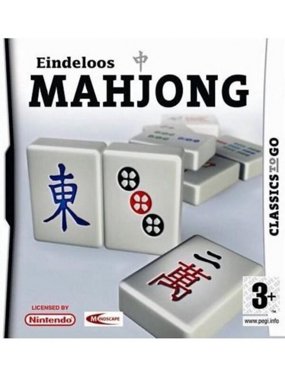 Eindeloos 中
MAHJONG
CLASSICS TO GO
東
二
萬
LICENSED BY
Nintendo
MINDSCAPE
3+
www.pegi.info